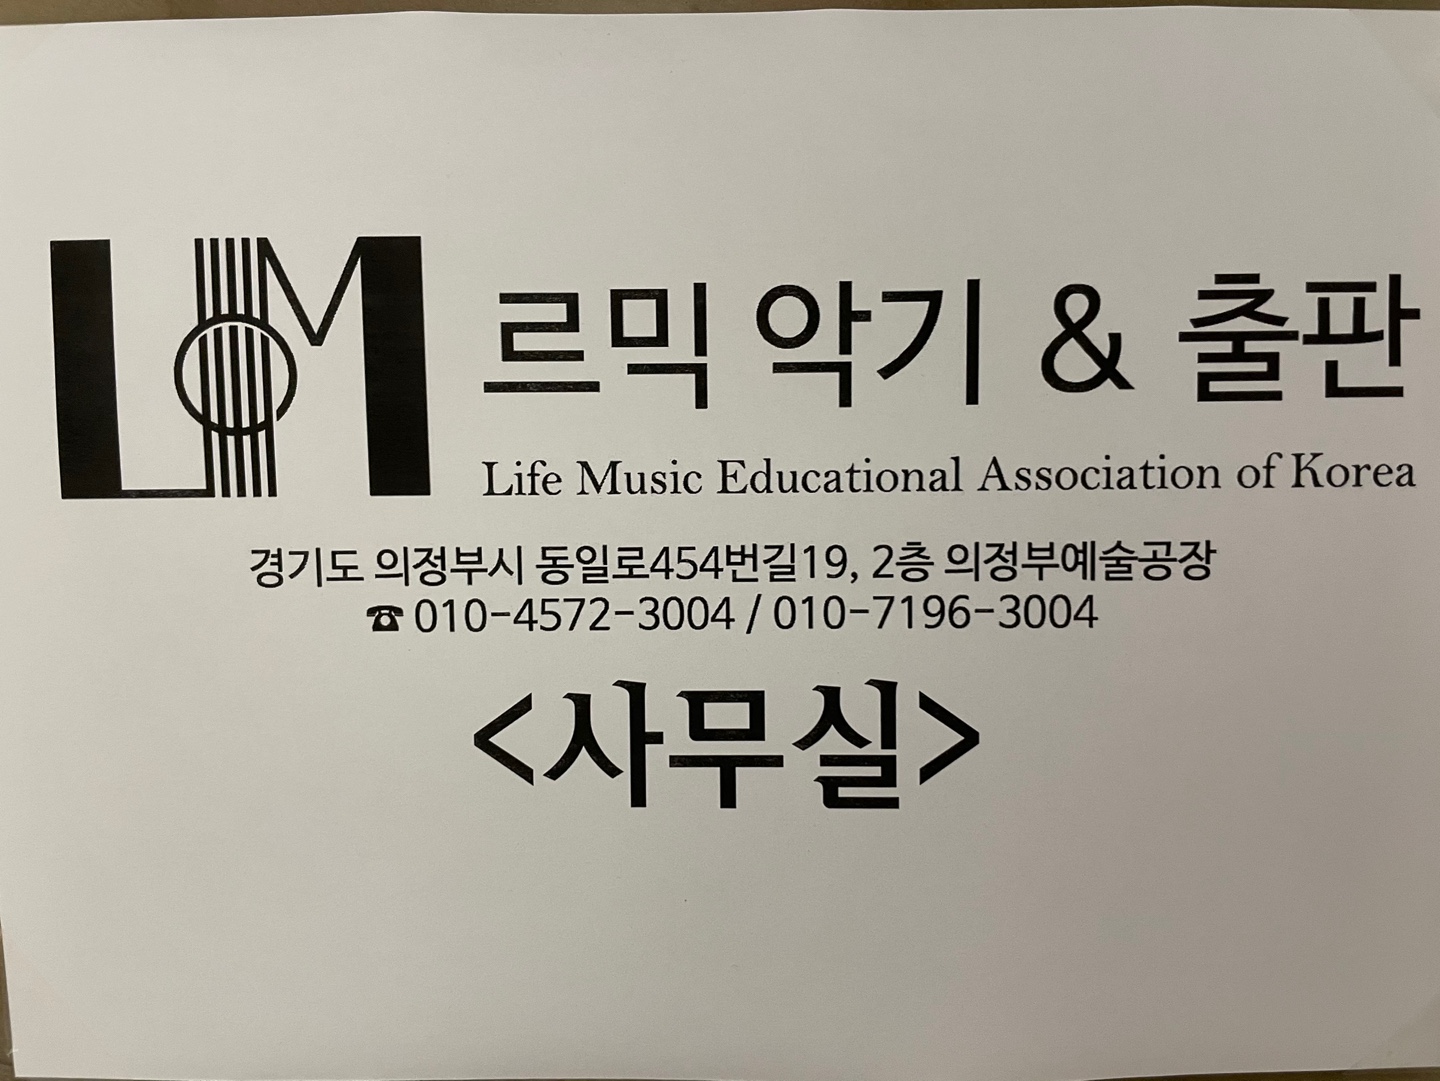 LM 르믹 악기 & 출판
Life Music Educational Association of Korea
경기도 의정부시 동일로454번길19, 2층 의정부예술공장
☎ 010-4572-3004 / 010-7196-3004
<사무실>